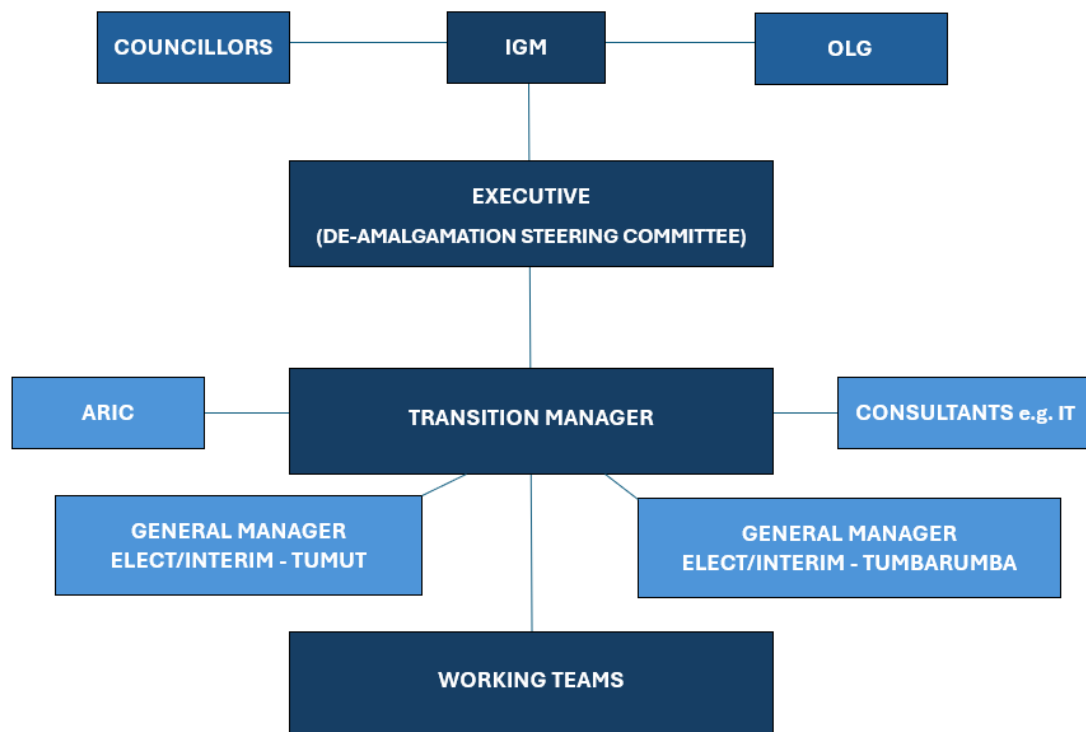 COUNCILLORS
IGM
OLG
EXECUTIVE
(DE-AMALGAMATION STEERING COMMITTEE)
ARIC
TRANSITION MANAGER
CONSULTANTS e.g. IT
GENERAL MANAGER
ELECT/INTERIM - TUMUT
GENERAL MANAGER
ELECT/INTERIM - TUMBARUMBA
WORKING TEAMS